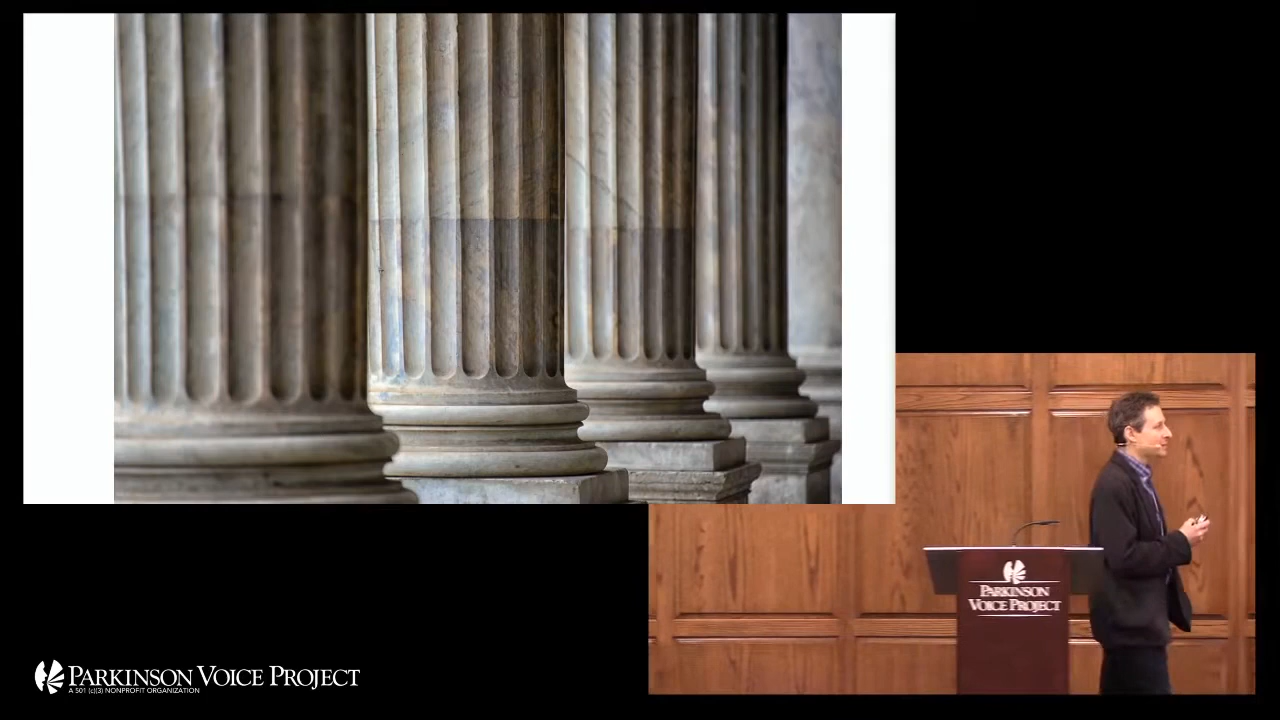 PARKINSON
VOICE PROJECT
PARKINSON VOICE PROJECT
A 501 (c)(3) NONPROFIT ORGANIZATION